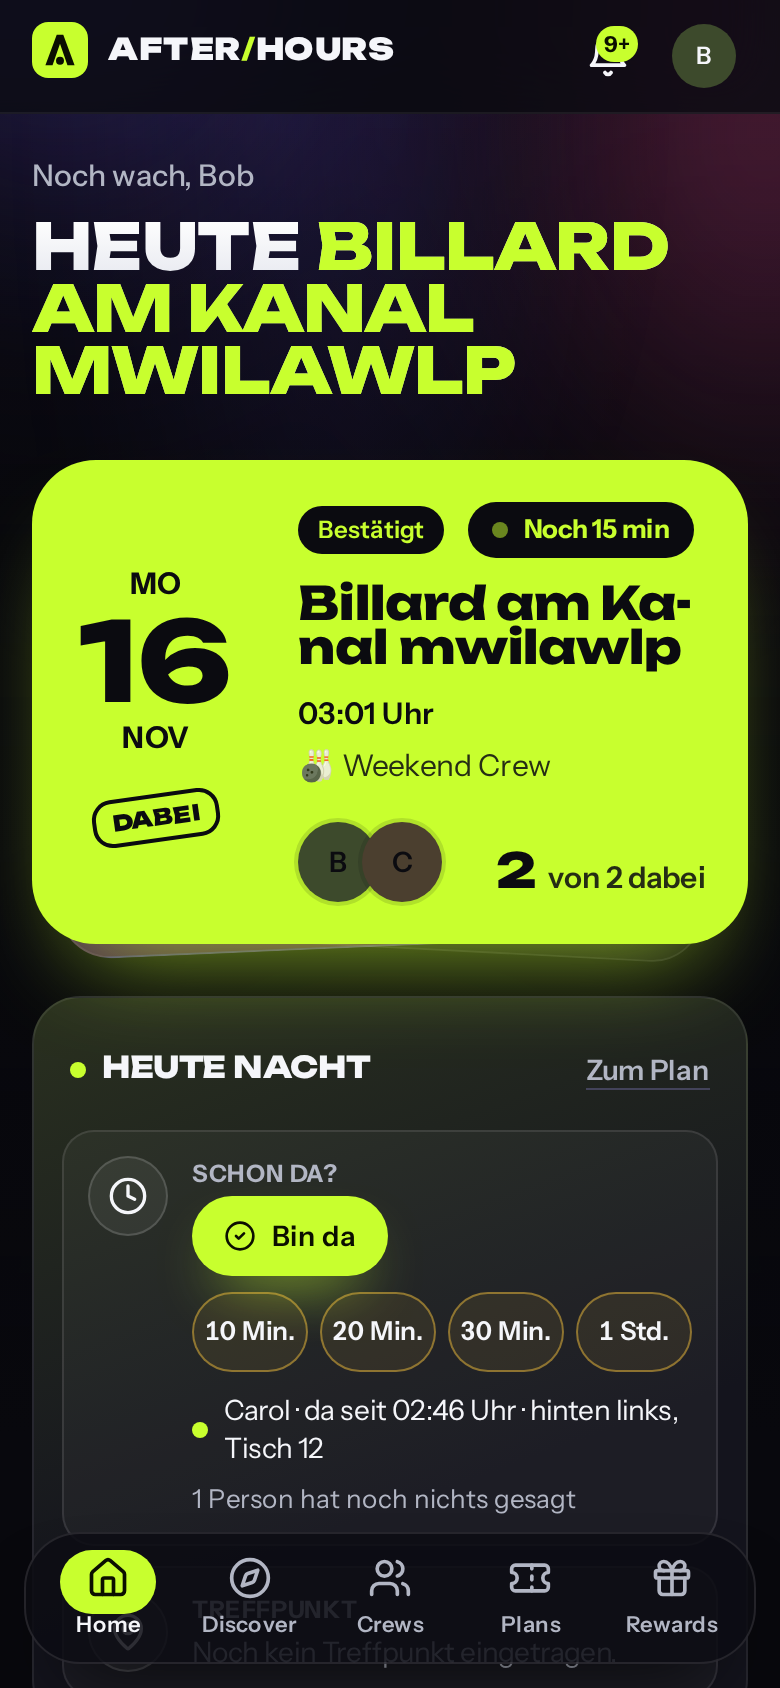 AFTER/HOURS
9+
B
Noch wach, Bob
HEUTE BILLARD
AM KANAL
MWILAWLP
Bestätigt
Noch 15 min
MO
16
NOV
DABEI
Billard am Ka-
nal mwilawlp
03:01 Uhr
Weekend Crew
B
C
2 von 2 dabei
HEUTE NACHT
Zum Plan
SCHON DA?
Bin da
10 Min.
20 Min.
30 Min.
1 Std.
Carol · da seit 02:46 Uhr · hinten links,
Tisch 12
1 Person hat noch nichts gesagt
TREFFPUNKT
Noch kein Treffpunkt eingetragen.
Home
Discover
Crews
Plans
Rewards